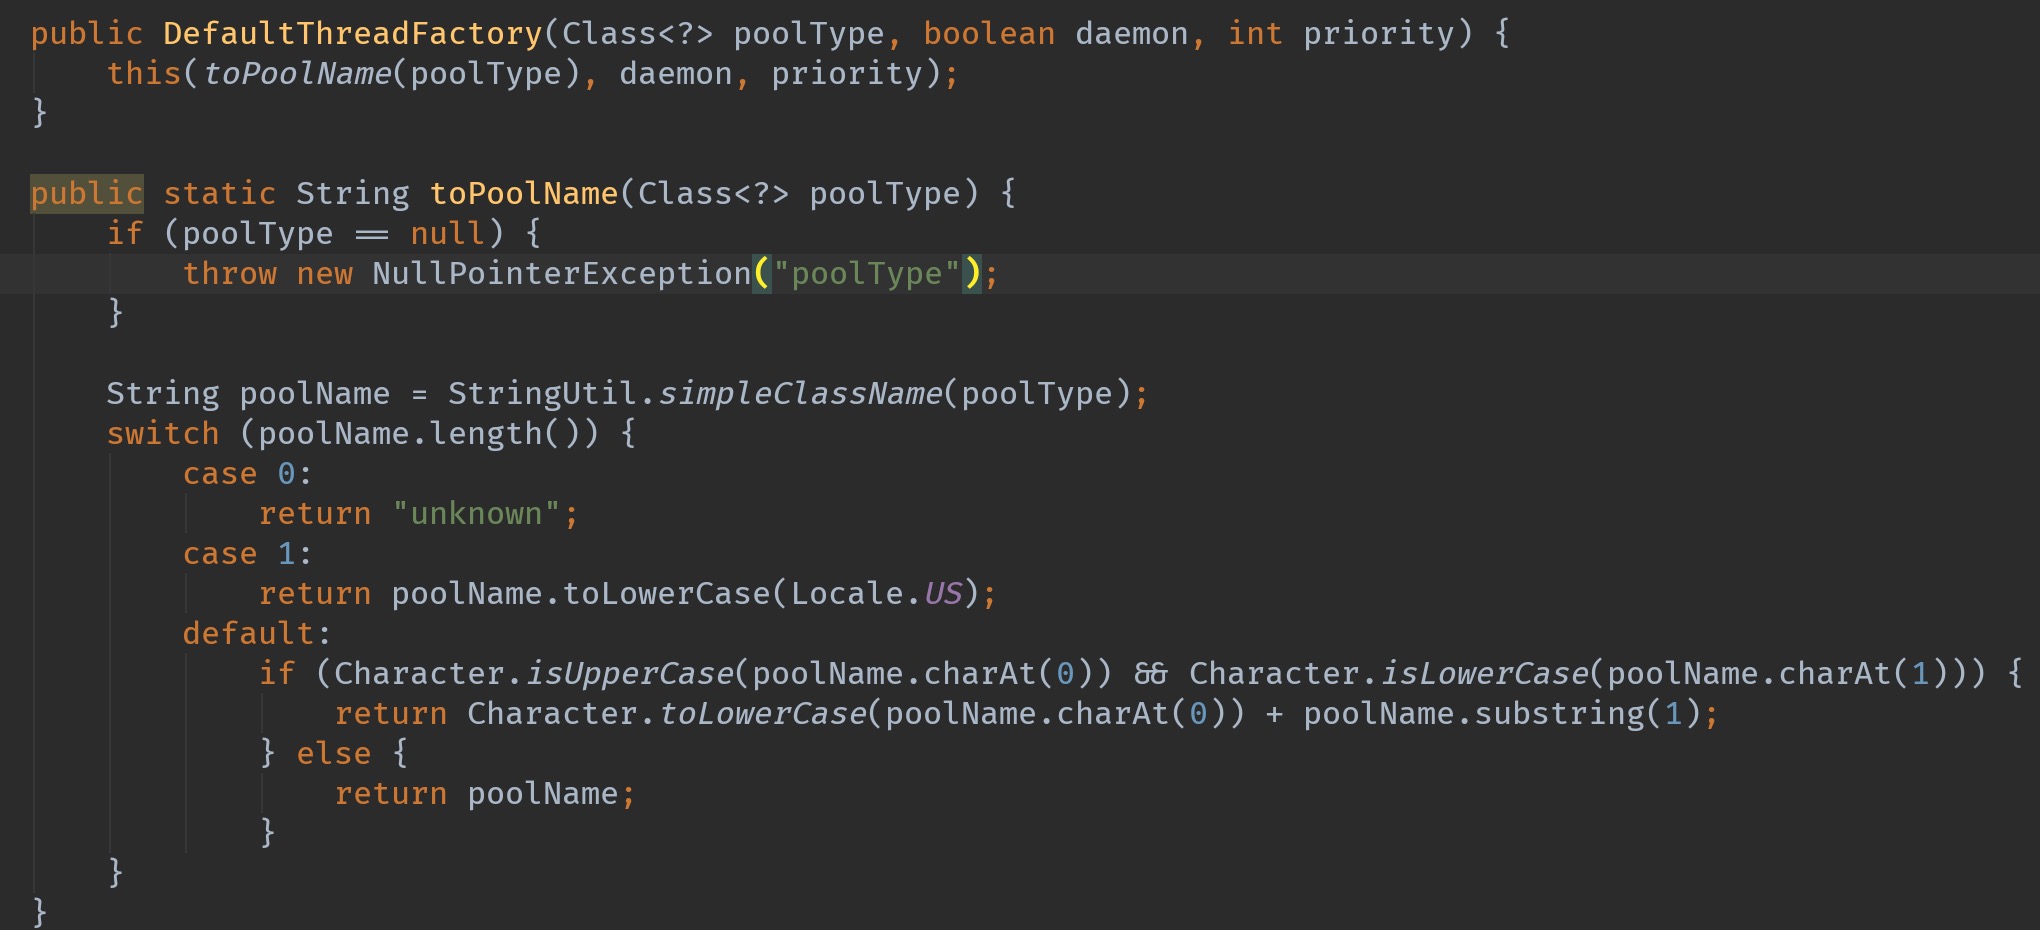 public DefaultThreadFactory(Class<?> poolType, boolean daemon, int priority) {
    this(toPoolName(poolType), daemon, priority);
}

public static String toPoolName(Class<?> poolType) {
    if (poolType == null) {
        throw new NullPointerException("poolType");
    }

    String poolName = StringUtil.simpleClassName(poolType);
    switch (poolName.length()) {
        case 0:
            return "unknown";
        case 1:
            return poolName.toLowerCase(Locale.US);
        default:
            if (Character.isUpperCase(poolName.charAt(0)) && Character.isLowerCase(poolName.charAt(1))) {
                return Character.toLowerCase(poolName.charAt(0)) + poolName.substring(1);
            } else {
                return poolName;
            }
    }
}